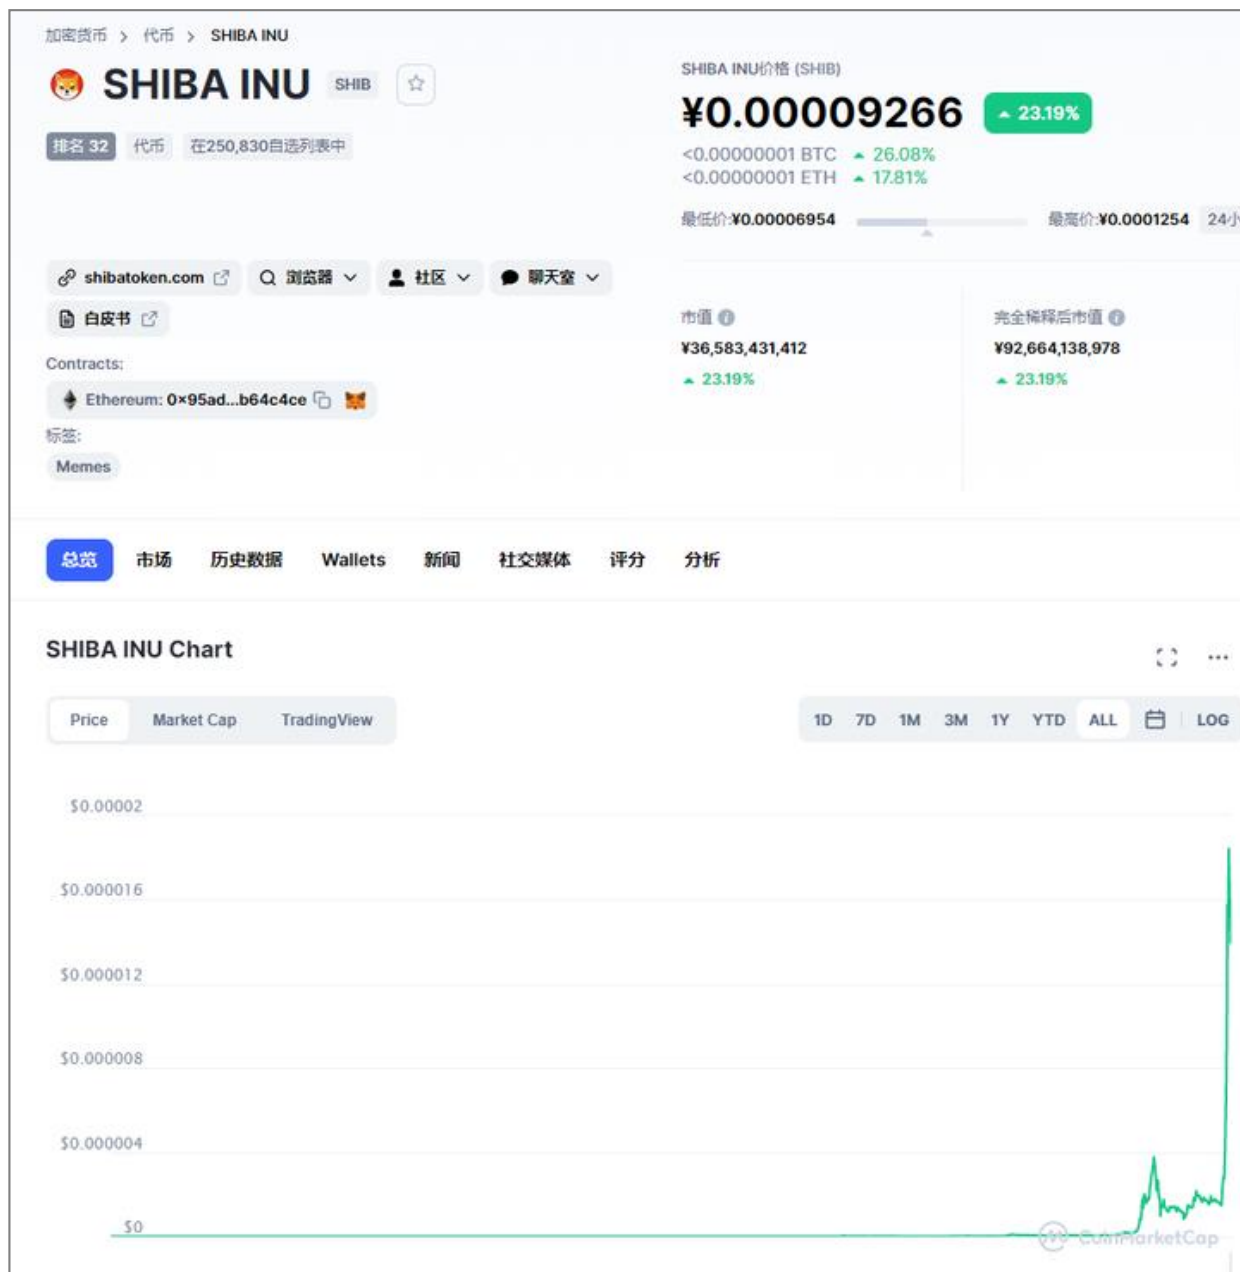 加密货币 > 代币 > SHIBA INU
SHIBA INU SHIB
排名 32 代币 在250,830自选列表中
SHIBA INU价格 (SHIB)
¥0.00009266 23.19%
<0.00000001 BTC 26.08%
<0.00000001 ETH 17.81%
最低价:¥0.00006954 最高价:¥0.0001254 24小
shibatoken.com 浏览器 社区 聊天室
白皮书
Contracts:
Ethereum: 0×95ad...b64c4ce
标签:
Memes
市值
¥36,583,431,412
23.19%
完全稀释后市值
¥92,664,138,978
23.19%
总览 市场 历史数据 Wallets 新闻 社交媒体 评分 分析
SHIBA INU Chart
Price Market Cap TradingView
1D 7D 1M 3M 1Y YTD ALL LOG
$0.00002
$0.000016
$0.000012
$0.000008
$0.000004
$0
CoinMarketCap